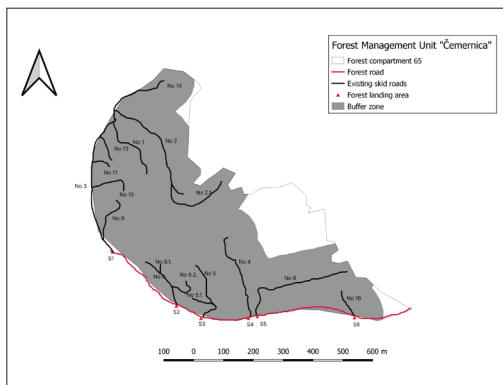 Forest Management Unit "Čemernica"
Forest compartment 65
Forest road
Existing skid roads
Forest landing area
Buffer zone
No 14
No 2
No 1
No 13
No 11
No 3
No 10
No 2.1.
No 9
S1
No 6.1.
No 5
No 4
No 6.2.
No 8
No 5.1.
No 16
S2
S3
S4
S5
S6
100 0 100 200 300 400 500 600 m